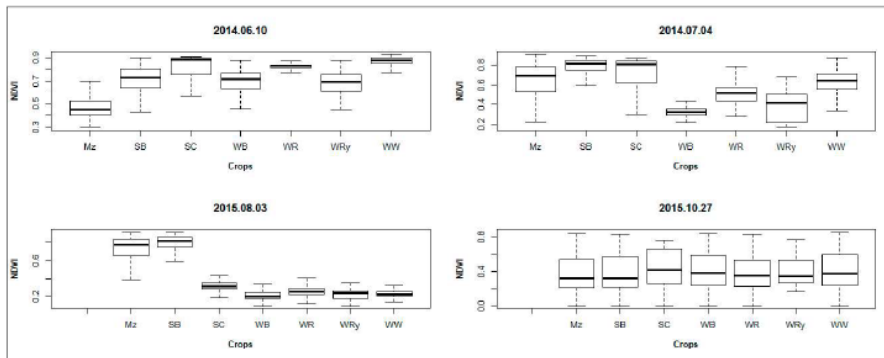 2014.06.10
NDVI
0.9
0.7
0.5
0.3
Mz SB SC WB WR WRy WW
Crops
2014.07.04
NDVI
0.8
0.6
0.4
0.2
Mz SB SC WB WR WRy WW
Crops
2015.08.03
NDVI
0.6
0.2
Mz SB SC WB WR WRy WW
Crops
2015.10.27
NDVI
0.8
0.4
0.0
Mz SB SC WB WR WRy WW
Crops